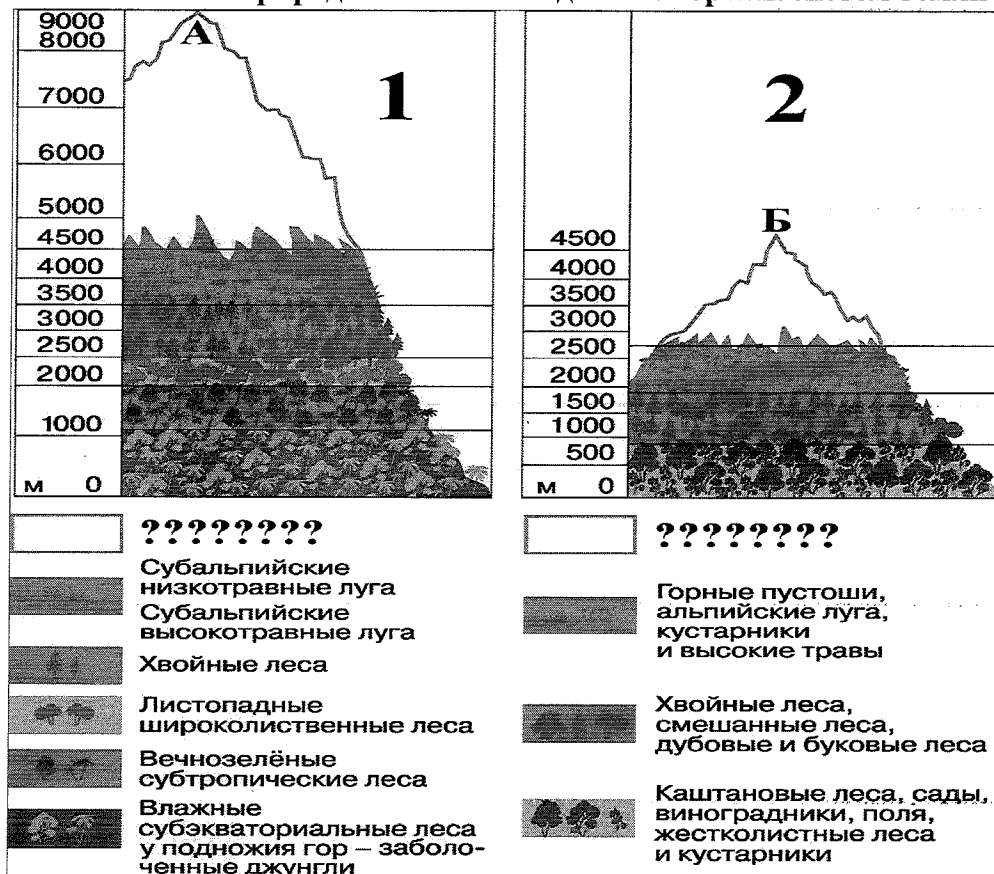 9000
8000
7000
6000
5000
4500
4000
3500
3000
2500
2000
1000
м 0
А
1
2
Б
4500
4000
3500
3000
2500
2000
1500
1000
500
м 0
????????
Субальпийские
низкотравные луга
Субальпийские
высокотравные луга
Хвойные леса
Листопадные
широколиственные леса
Вечнозелёные
субтропические леса
Влажные
субэкваториальные леса
у подножия гор – заболо-
ченные джунгли
????????
Горные пустоши,
альпийские луга,
кустарники
и высокие травы
Хвойные леса,
смешанные леса,
дубовые и буковые леса
Каштановые леса, сады,
виноградники, поля,
жестколистные леса
и кустарники